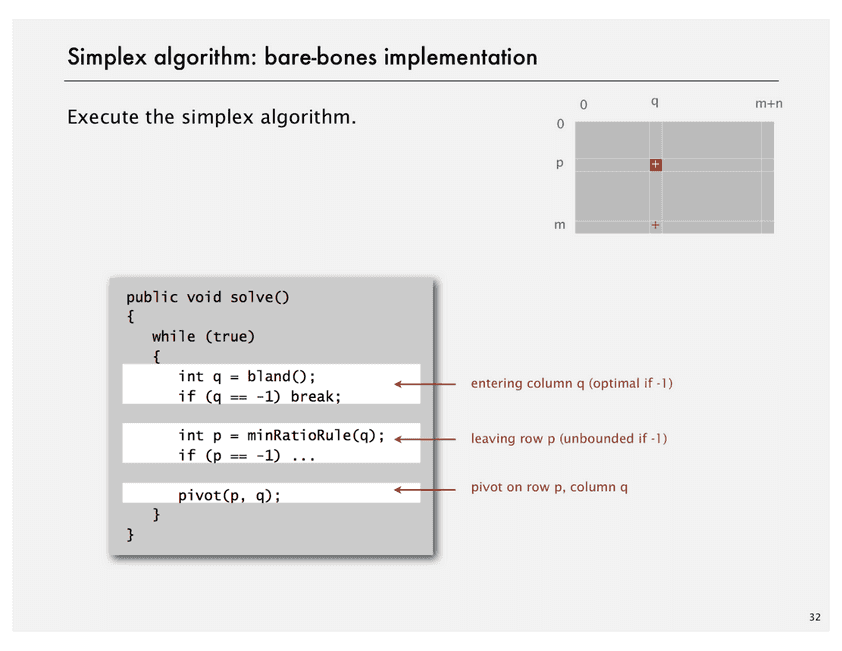 Simplex algorithm: bare-bones implementation
Execute the simplex algorithm.
0 q m+n
0
p +
m +
public void solve()
{
while (true)
{
int q = bland();
if (q == -1) break;
entering column q (optimal if -1)
int p = minRatioRule(q);
if (p == -1) ...
leaving row p (unbounded if -1)
pivot(p, q);
pivot on row p, column q
}
}
32